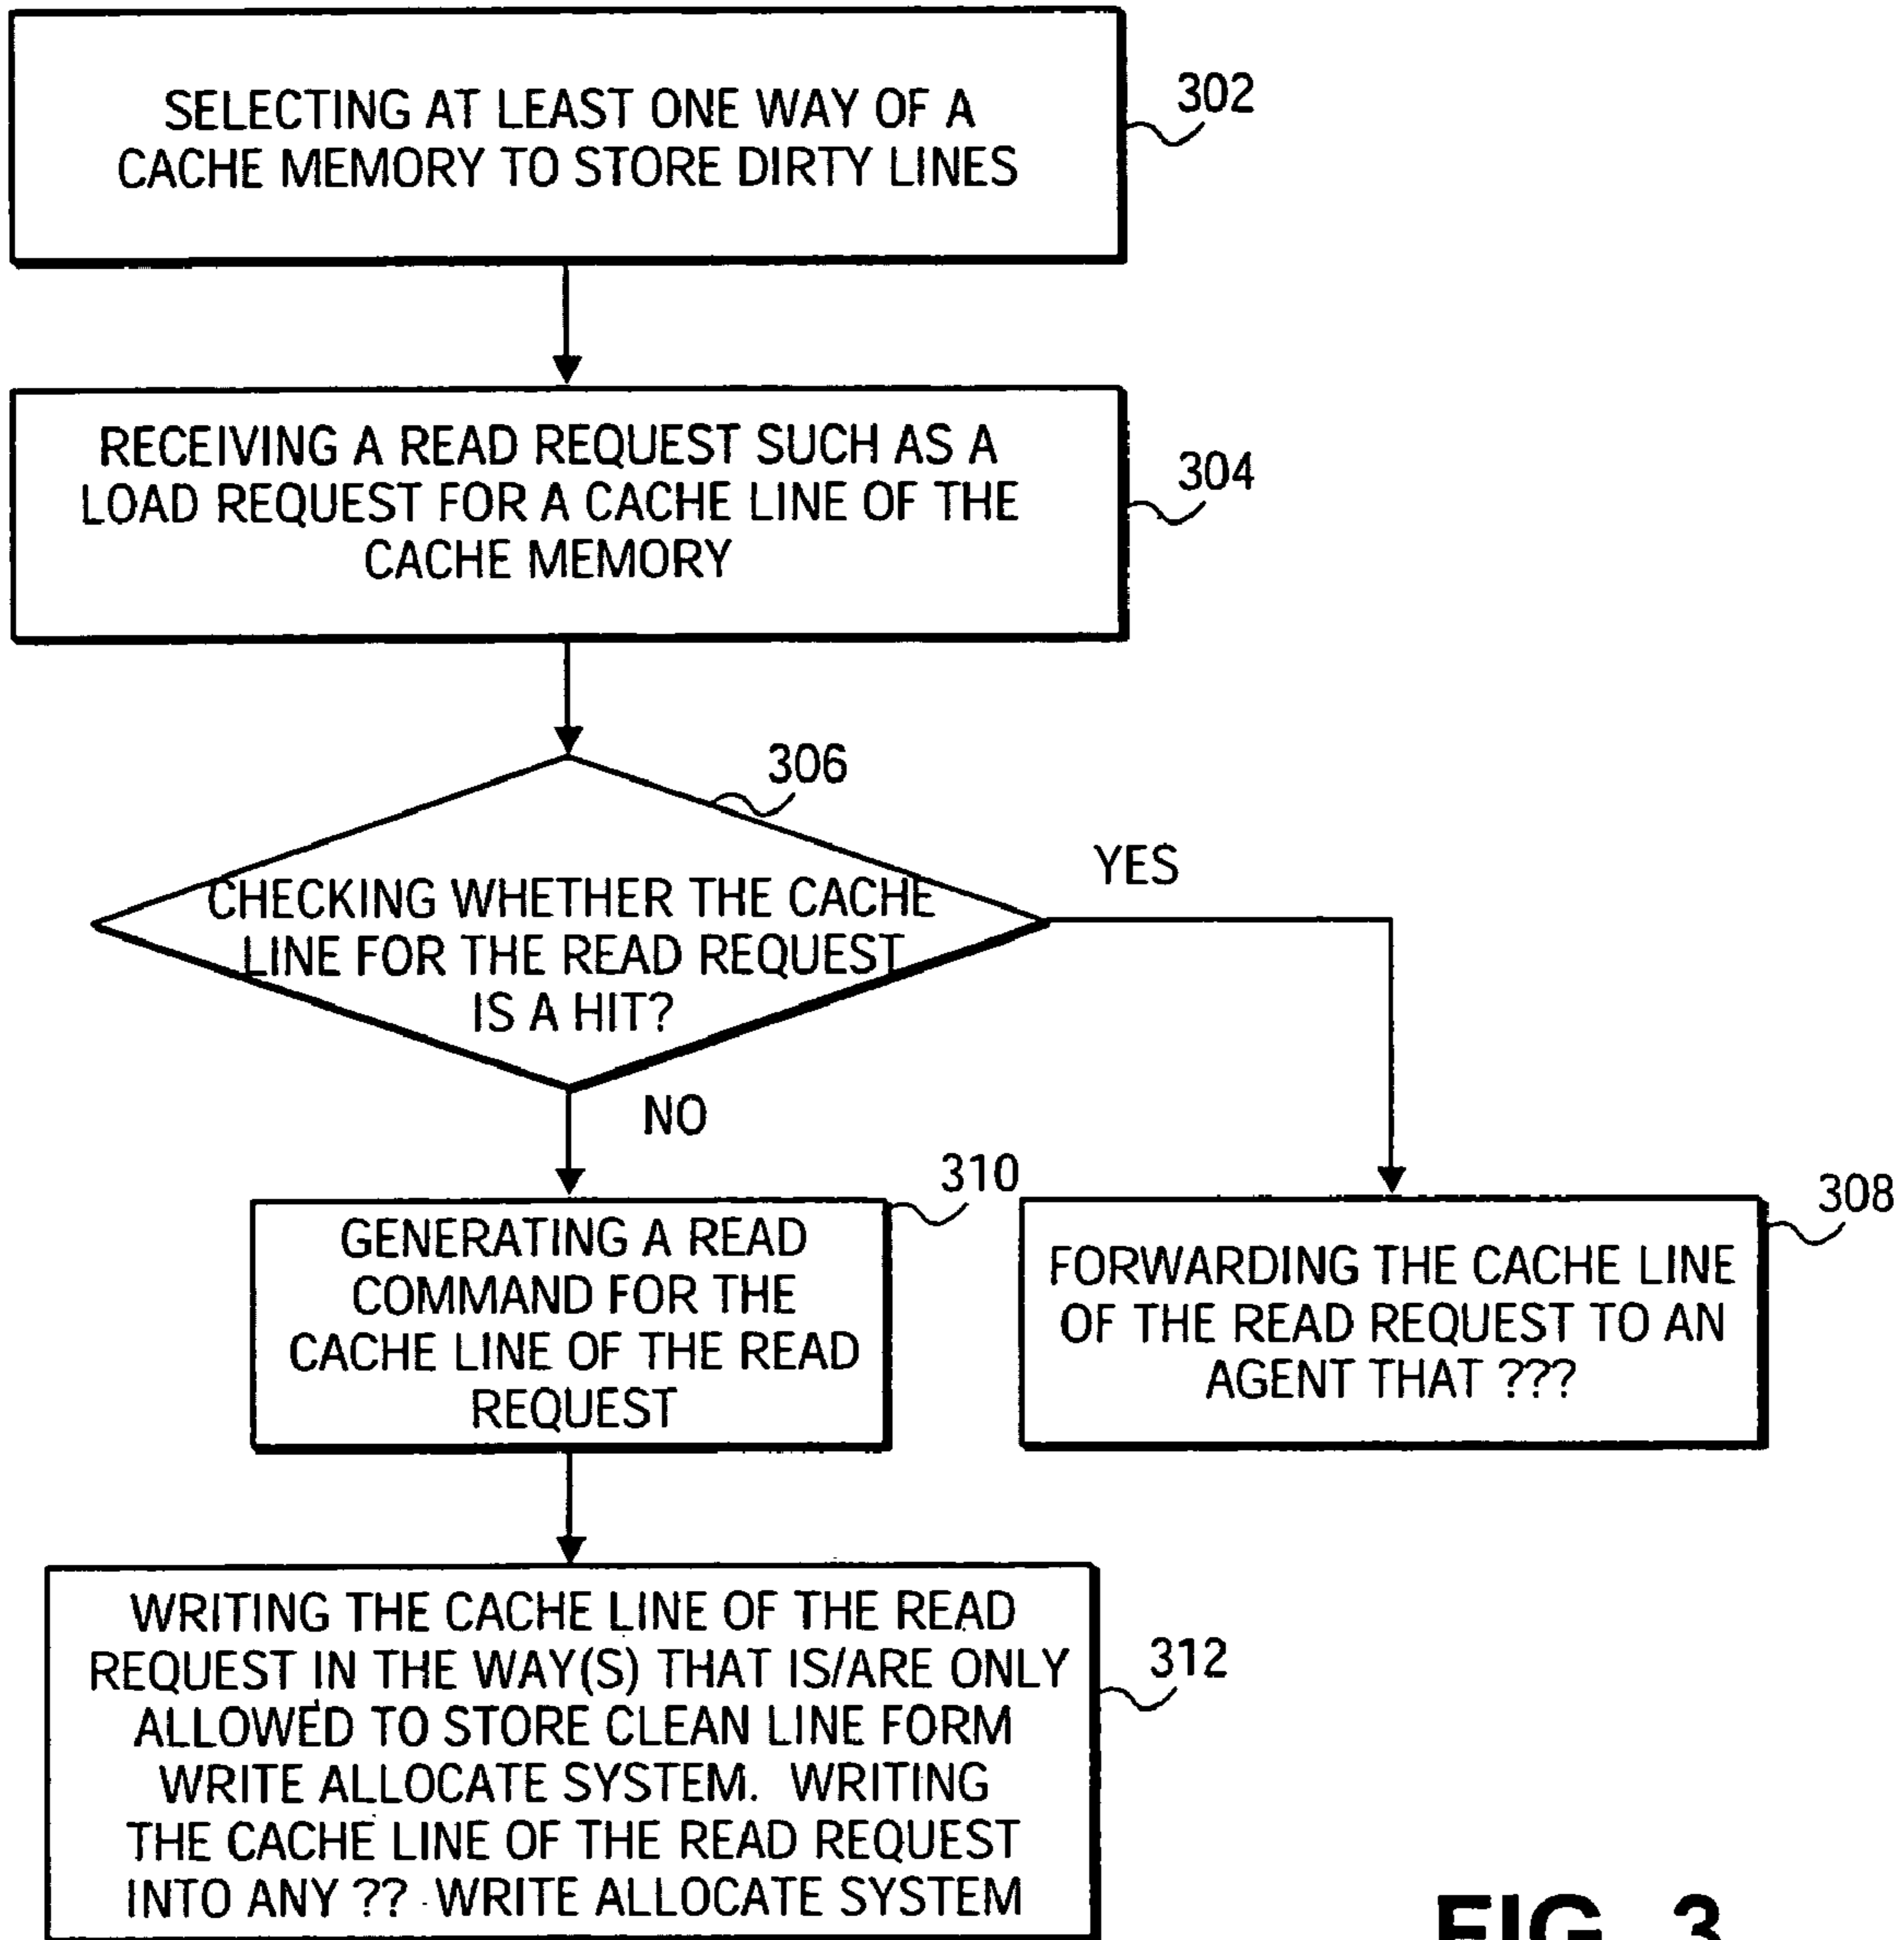 SELECTING AT LEAST ONE WAY OF A
CACHE MEMORY TO STORE DIRTY LINES
302
RECEIVING A READ REQUEST SUCH AS A
LOAD REQUEST FOR A CACHE LINE OF THE
CACHE MEMORY
304
306
CHECKING WHETHER THE CACHE
LINE FOR THE READ REQUEST
IS A HIT?
YES
NO
310
GENERATING A READ
COMMAND FOR THE
CACHE LINE OF THE READ
REQUEST
308
FORWARDING THE CACHE LINE
OF THE READ REQUEST TO AN
AGENT THAT ???
WRITING THE CACHE LINE OF THE READ
REQUEST IN THE WAY(S) THAT IS/ARE ONLY
ALLOWED TO STORE CLEAN LINE FORM
WRITE ALLOCATE SYSTEM. WRITING
THE CACHE LINE OF THE READ REQUEST
INTO ANY ?? WRITE ALLOCATE SYSTEM
312
FIG. 3